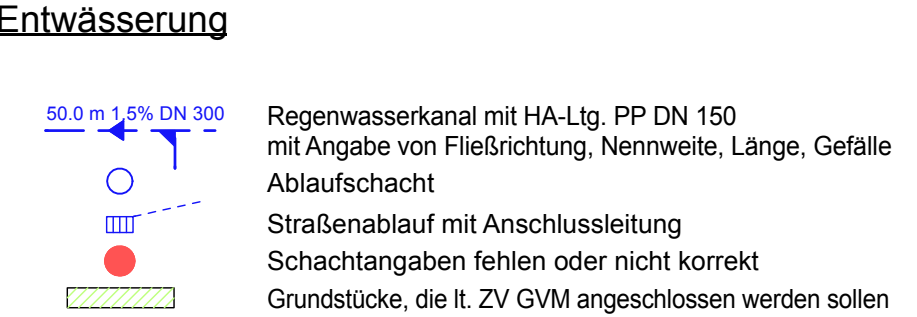 Entwässerung
50.0 m 1,5% DN 300
Regenwasserkanal mit HA-Ltg. PP DN 150
mit Angabe von Fließrichtung, Nennweite, Länge, Gefälle
Ablaufschacht
Straßenablauf mit Anschlussleitung
Schachtangaben fehlen oder nicht korrekt
Grundstücke, die lt. ZV GVM angeschlossen werden sollen